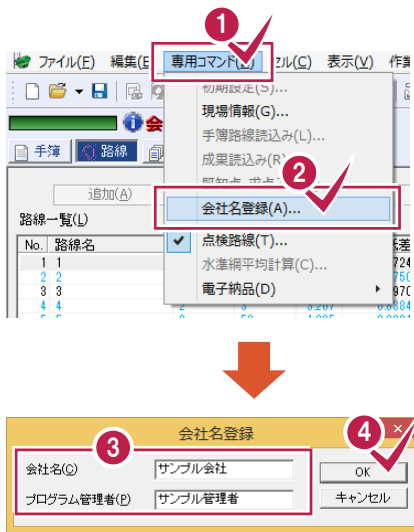 1
ファイル(F) 編集(E) 専用コマンド(B) セル(C) 表示(V) 作業
初期設定(S)...
会 現場情報(G)...
手簿 路線 手簿路線読込み(L)...
成果読込み(R)...
2
追加(A) 会社名登録(A)...
路線一覧(L)
No. 路線名 点検路線(T)... 差
1 1 724
2 2 水準網平均計算(C)... 750
3 3 電子納品(D) 970
4 4
会社名登録
3
4
会社名(C) サンプル会社 OK
プログラム管理者(P) サンプル管理者 キャンセル